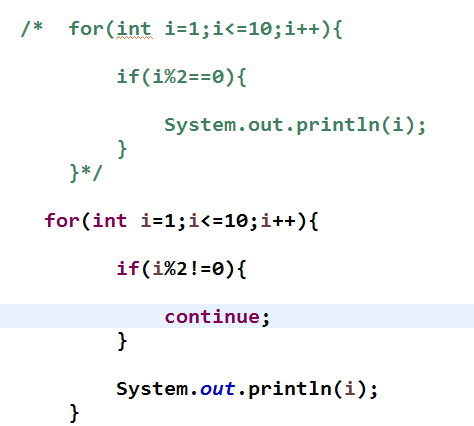 /*  for(int i=1;i<=10;i++){
if(i%2==0){
System.out.println(i);
}
}*/
for(int i=1;i<=10;i++){
if(i%2!=0){
continue;
}
System.out.println(i);
}